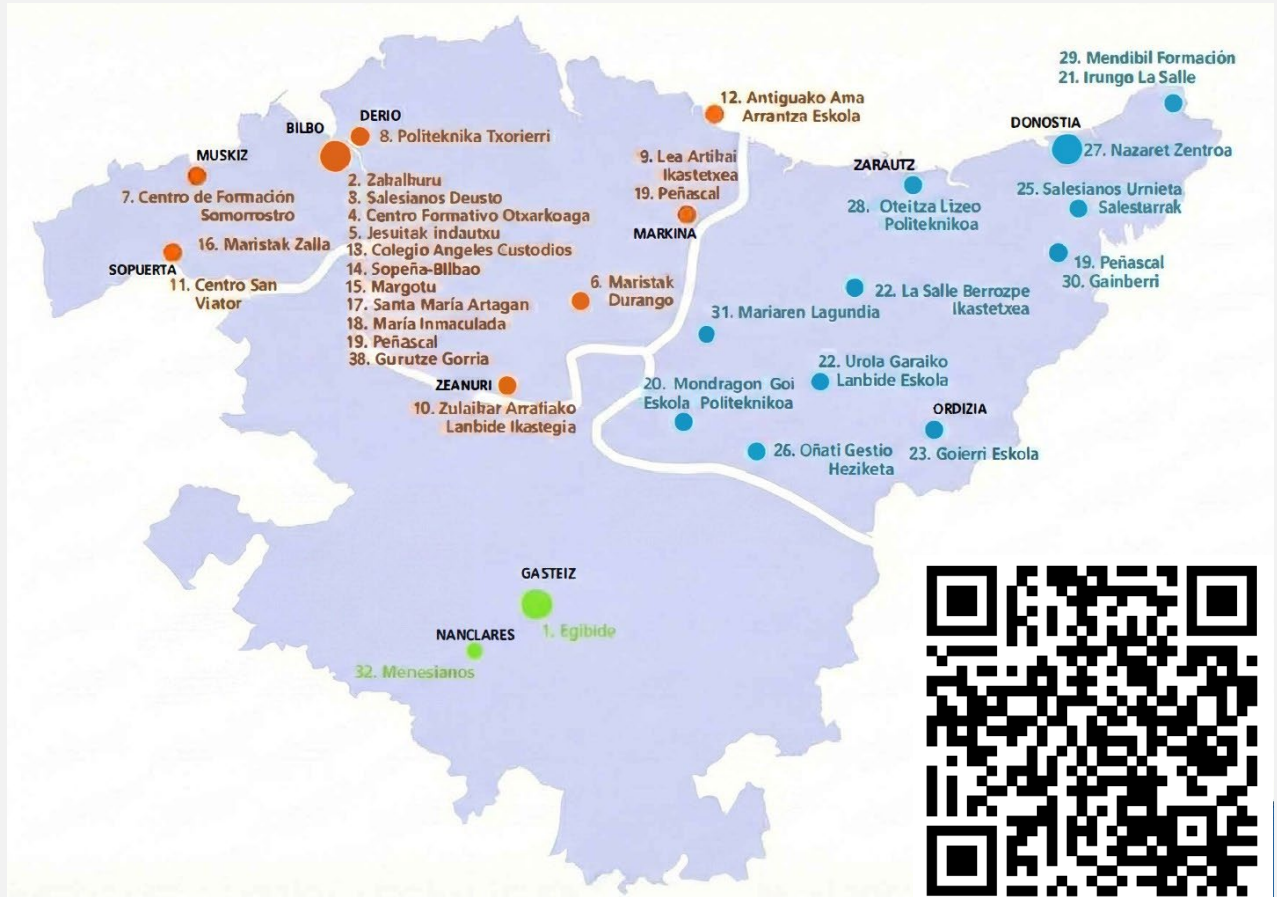 29. Mendibil Formación
21. Irungo La Salle
12. Antiguako Ama
Arrantza Eskola
DERIO
BILBO
8. Politeknika Txorierri
DONOSTIA
27. Nazaret Zentroa
MUSKIZ
9. Lea Artikai
Ikastetxea
19. Peñascal
MARKINA
ZARAUTZ
28. Oteitza Lizeo
Politeknikoa
25. Salesianos Urnieta
Salesturrak
7. Centro de Formación
Somorrostro
2. Zabalburu
3. Salesianos Deusto
4. Centro Formativo Otxarkoaga
5. Jesuitak indautxu
13. Colegio Angeles Custodios
14. Sopeña-Bilbao
15. Margotu
17. Santa María Artagan
18. María Inmaculada
19. Peñascal
38. Gurutze Gorria
16. Maristak Zalla
SOPUERTA
11. Centro San
Viator
6. Maristak
Durango
19. Peñascal
30. Gainberri
22. La Salle Berrozpe
Ikastetxea
31. Mariaren Lagundia
22. Urola Garaiko
Lanbide Eskola
20. Mondragon Goi
Eskola Politeknikoa
ZEANURI
10. Zulaikar Arratiako
Lanbide Ikastegia
ORDIZIA
23. Goierri Eskola
26. Oñati Gestio
Heziketa
GASTEIZ
1. Egibide
NANCLARES
32. Menesianos